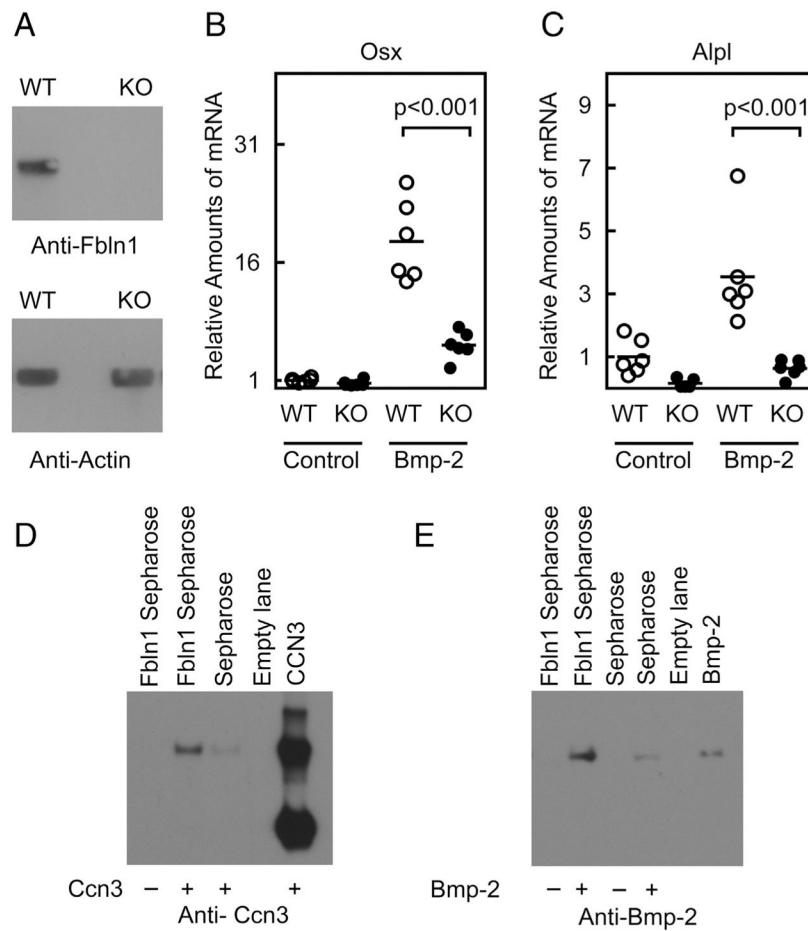 A
WT KO
Anti-Fbln1
WT KO
Anti-Actin
B
Osx
Relative Amounts of mRNA
31
16
1
p<0.001
WT KO WT KO
Control Bmp-2
C
Alpl
Relative Amounts of mRNA
9
7
5
3
1
p<0.001
WT KO WT KO
Control Bmp-2
D
Fbln1 Sepharose
Fbln1 Sepharose
Sepharose
Empty lane
CCN3
Ccn3 – + + +
Anti- Ccn3
E
Fbln1 Sepharose
Fbln1 Sepharose
Sepharose
Sepharose
Empty lane
Bmp-2
Bmp-2 – + – +
Anti-Bmp-2